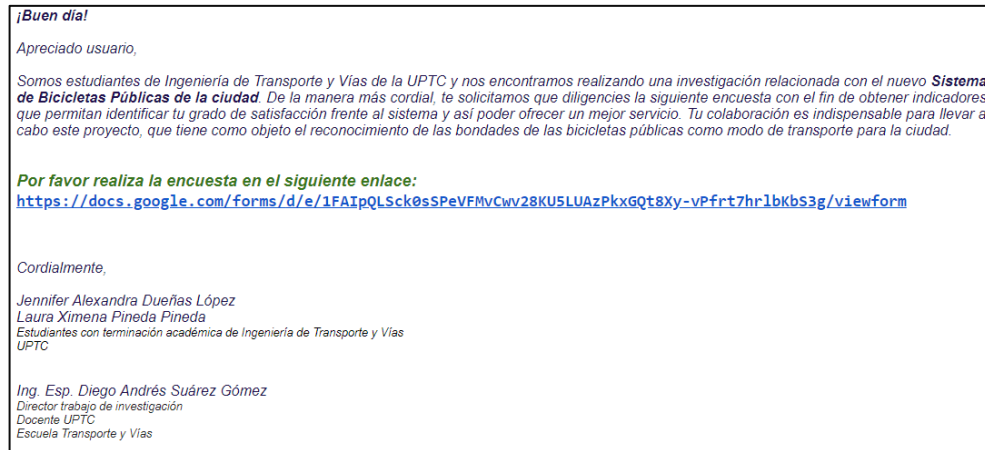 ¡Buen día!
Apreciado usuario,
Somos estudiantes de Ingeniería de Transporte y Vías de la UPTC y nos encontramos realizando una investigación relacionada con el nuevo Sistema
de Bicicletas Públicas de la ciudad. De la manera más cordial, te solicitamos que diligencies la siguiente encuesta con el fin de obtener indicadores
que permitan identificar tu grado de satisfacción frente al sistema y así poder ofrecer un mejor servicio. Tu colaboración es indispensable para llevar a
cabo este proyecto, que tiene como objeto el reconocimiento de las bondades de las bicicletas públicas como modo de transporte para la ciudad.
Por favor realiza la encuesta en el siguiente enlace:
https://docs.google.com/forms/d/e/1FAIpQLSck0sSPeVFMvCwv28KU5LUAzPkxGQt8Xy-vPfrt7hrlbKbS3g/viewform
Cordialmente,
Jennifer Alexandra Dueñas López
Laura Ximena Pineda Pineda
Estudiantes con terminación académica de Ingeniería de Transporte y Vías
UPTC
Ing. Esp. Diego Andrés Suárez Gómez
Director trabajo de investigación
Docente UPTC
Escuela Transporte y Vías